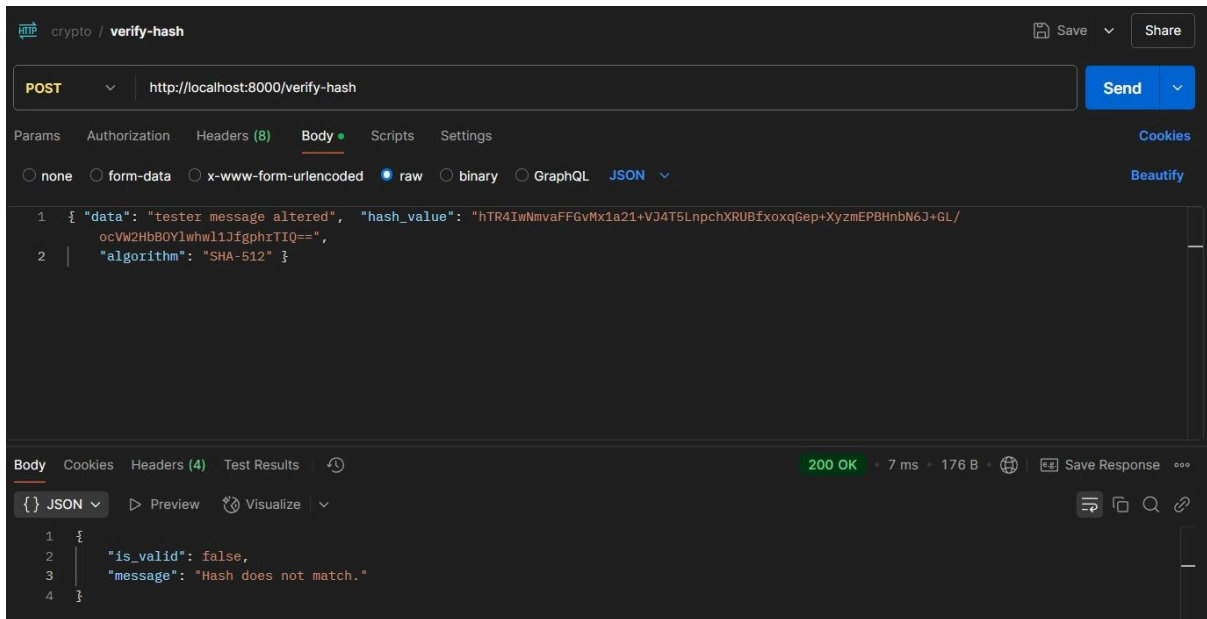 HTTP crypto / verify-hash Save Share
POST http://localhost:8000/verify-hash Send
Params Authorization Headers (8) Body Scripts Settings Cookies
none form-data x-www-form-urlencoded raw binary GraphQL JSON Beautify
1 { "data": "tester message altered", "hash_value": "hTR4IwNmvaFFGvMx1a21+VJ4T5LnpchXRUBfxoxqGep+XyzmEPBHnbN6J+GL/
ocVW2HbBOYlwhwl1JfgphrTIQ==",
2 "algorithm": "SHA-512" }
Body Cookies Headers (4) Test Results 200 OK • 7 ms • 176 B • e.g. Save Response
{} JSON Preview Visualize
1 {
2 "is_valid": false,
3 "message": "Hash does not match."
4 }